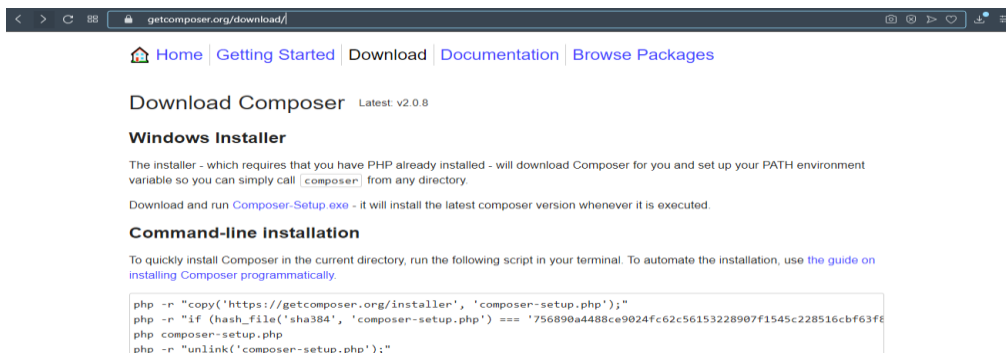 getcomposer.org/download/
Home Getting Started Download Documentation Browse Packages
Download Composer Latest: v2.0.8
Windows Installer
The installer - which requires that you have PHP already installed - will download Composer for you and set up your PATH environment
variable so you can simply call composer from any directory.
Download and run Composer-Setup.exe - it will install the latest composer version whenever it is executed.
Command-line installation
To quickly install Composer in the current directory, run the following script in your terminal. To automate the installation, use the guide on
installing Composer programmatically.
php -r "copy('https://getcomposer.org/installer', 'composer-setup.php');"
php -r "if (hash_file('sha384', 'composer-setup.php') === '756890a4488ce9024fc62c56153228907f1545c228516cbf63f8
php composer-setup.php
php -r "unlink('composer-setup.php');"